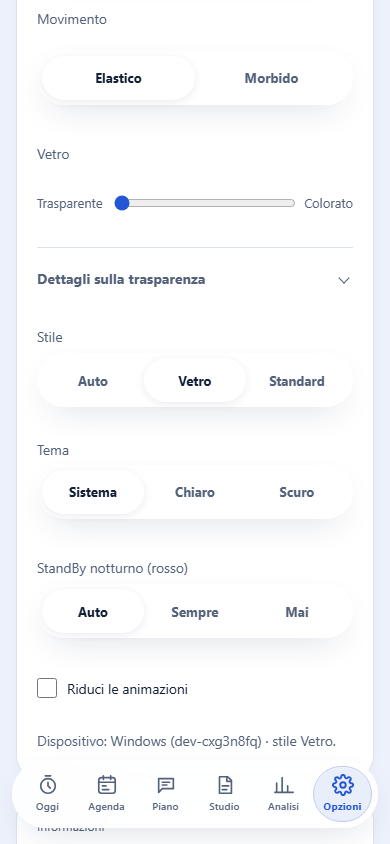 Movimento
Elastico Morbido
Vetro
Trasparente Colorato
Dettagli sulla trasparenza
Stile
Auto Vetro Standard
Tema
Sistema Chiaro Scuro
StandBy notturno (rosso)
Auto Sempre Mai
Riduci le animazioni
Dispositivo: Windows (dev-cxg3n8fq) · stile Vetro.
Oggi Agenda Piano Studio Analisi Opzioni
Informazioni